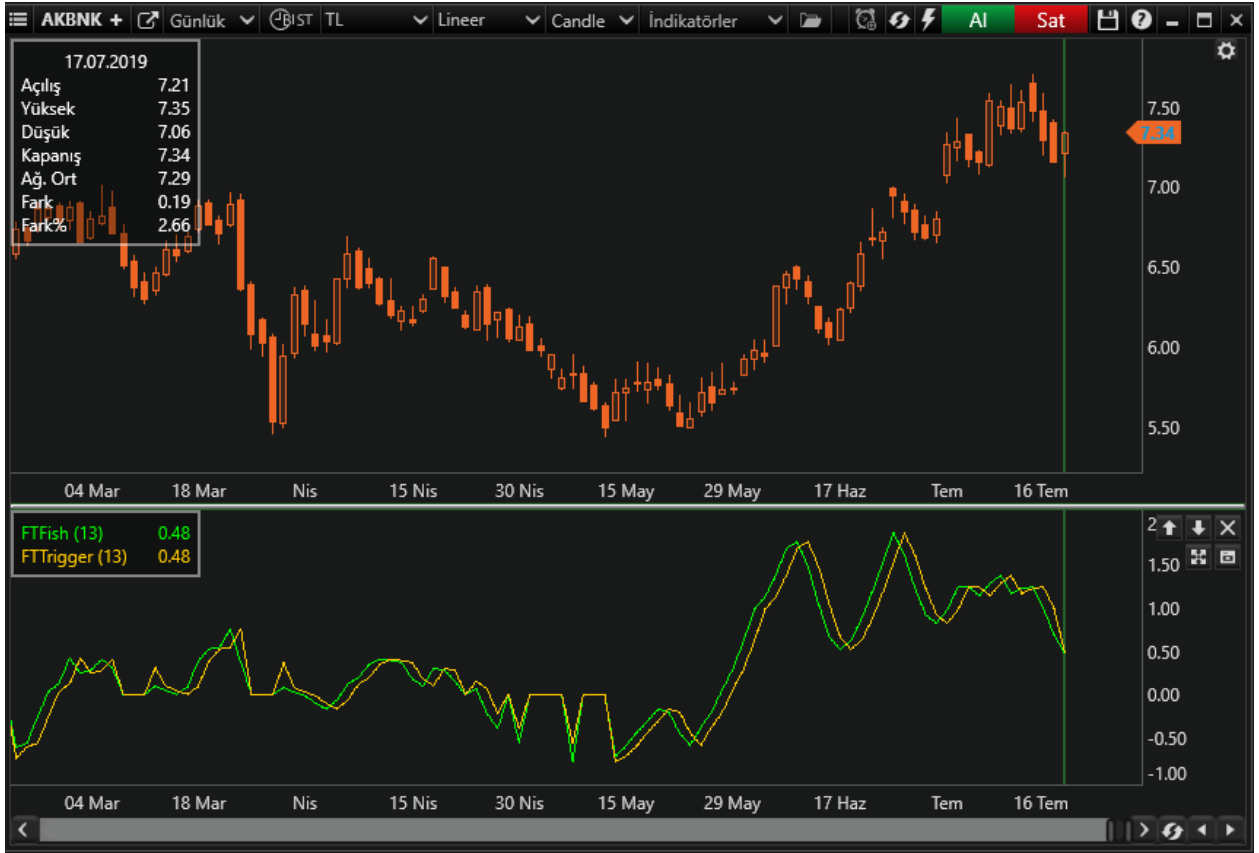 AKBNK + Günlük BIST TL Lineer Candle İndikatörler Al Sat
17.07.2019
Açılış 7.21
Yüksek 7.35
Düşük 7.06
Kapanış 7.34
Ağ. Ort 7.29
Fark 0.19
Fark% 2.66
7.50
7.34
7.00
6.50
6.00
5.50
04 Mar 18 Mar Nis 15 Nis 30 Nis 15 May 29 May 17 Haz Tem 16 Tem
FTFish (13) 0.48
FTTrigger (13) 0.48
2
1.50
1.00
0.50
0.00
-0.50
-1.00
04 Mar 18 Mar Nis 15 Nis 30 Nis 15 May 29 May 17 Haz Tem 16 Tem